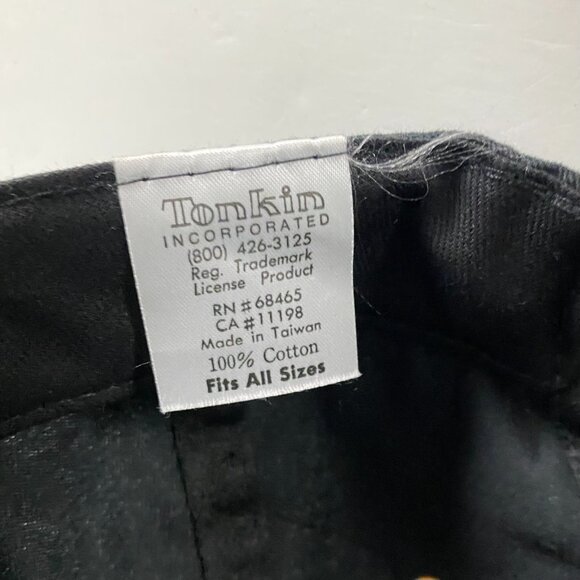 Tonkin
INCORPORATED
(800) 426-3125
Reg. Trademark
License Product
RN#68465
CA#11198
Made in Taiwan
100% Cotton
Fits All Sizes